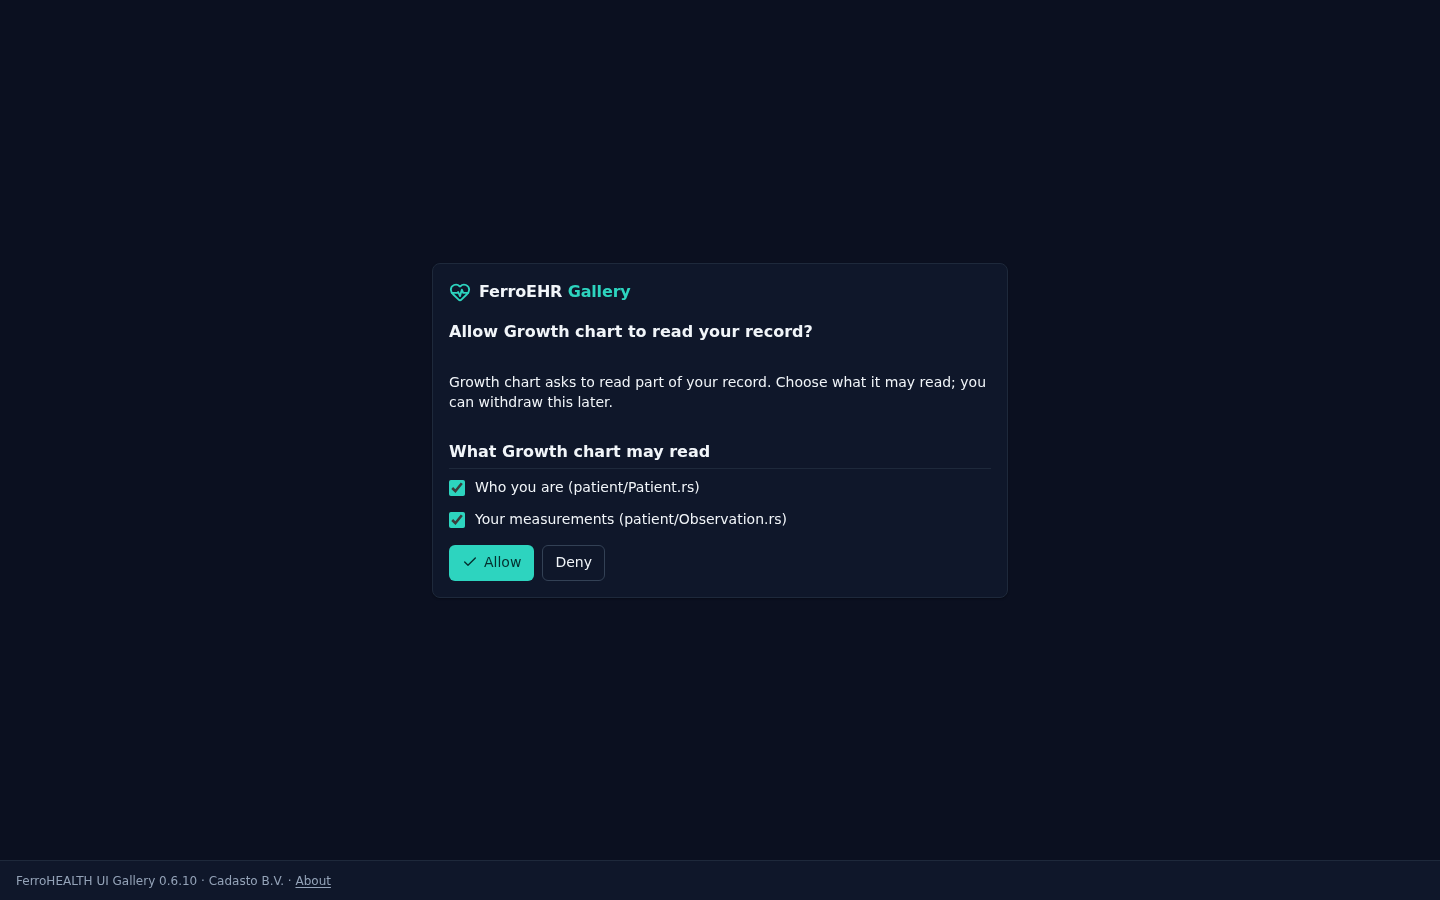 FerroEHR Gallery
Allow Growth chart to read your record?
Growth chart asks to read part of your record. Choose what it may read; you
can withdraw this later.
What Growth chart may read
Who you are (patient/Patient.rs)
Your measurements (patient/Observation.rs)
Allow Deny
FerroHEALTH UI Gallery 0.6.10 · Cadasto B.V. · About